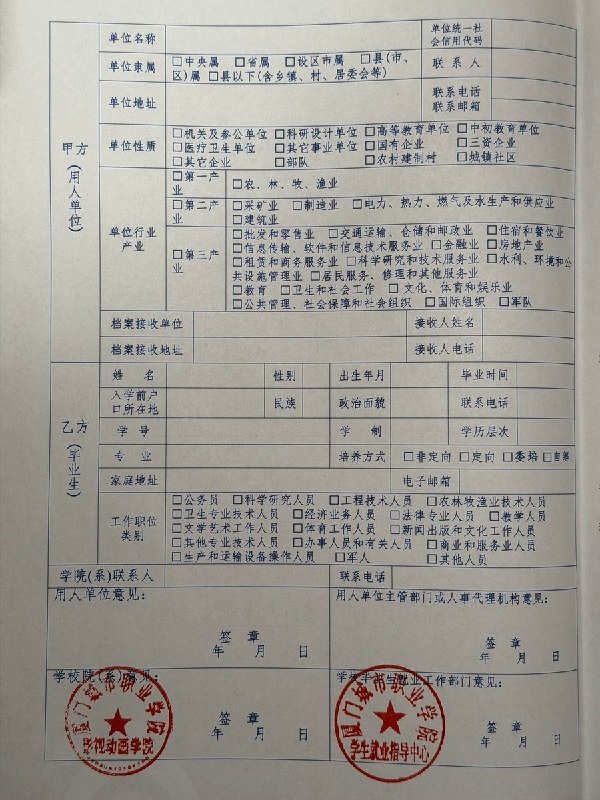 甲方(用人单位)
单位名称
单位统一社会信用代码
单位隶属
□中央属 □省属 □设区市属 □县(市、
区)属 □县以下(含乡镇、村、居委会等)
联系人
单位地址
联系电话
联系邮箱
单位性质
□机关及参公单位 □科研设计单位 □高等教育单位 □中初教育单位
□医疗卫生单位 □其它事业单位 □国有企业 □三资企业
□其它企业 □部队 □农村建制村 □城镇社区
单位行业产业
□第一产业
□农、林、牧、渔业
□第二产业
□采矿业 □制造业 □电力、热力、燃气及水生产和供应业
□建筑业
□第三产业
□批发和零售业 □交通运输、仓储和邮政业 □住宿和餐饮业
□信息传输、软件和信息技术服务业 □金融业 □房地产业
□租赁和商务服务业 □科学研究和技术服务业 □水利、环境和公
共设施管理业 □居民服务、修理和其他服务业
□教育 □卫生和社会工作 □文化、体育和娱乐业
□公共管理、社会保障和社会组织 □国际组织 □军队
档案接收单位
接收人姓名
档案接收地址
接收人电话
乙方(毕业生)
姓名
性别
出生年月
毕业时间
入学前户口所在地
民族
政治面貌
联系电话
学号
学制
学历层次
专业
培养方式
□非定向 □定向 □委培 □自筹
家庭地址
电子邮箱
工作职位类别
□公务员 □科学研究人员 □工程技术人员 □农林牧渔业技术人员
□卫生专业技术人员 □经济业务人员 □法律专业人员 □教学人员
□文学艺术工作人员 □体育工作人员 □新闻出版和文化工作人员
□其他专业技术人员 □办事人员和有关人员 □商业和服务业人员
□生产和运输设备操作人员 □军人 □其他人员
学院(系)联系人
联系电话
用人单位意见:
签章
年 月 日
用人单位主管部门或人事代理机构意见:
签章
年 月 日
学校院(系)意见:
厦门城市职业学院
影视动画学院
签章
年 月 日
学校毕业生就业工作部门意见:
厦门城市职业学院
学生就业指导中心
签章
年 月 日